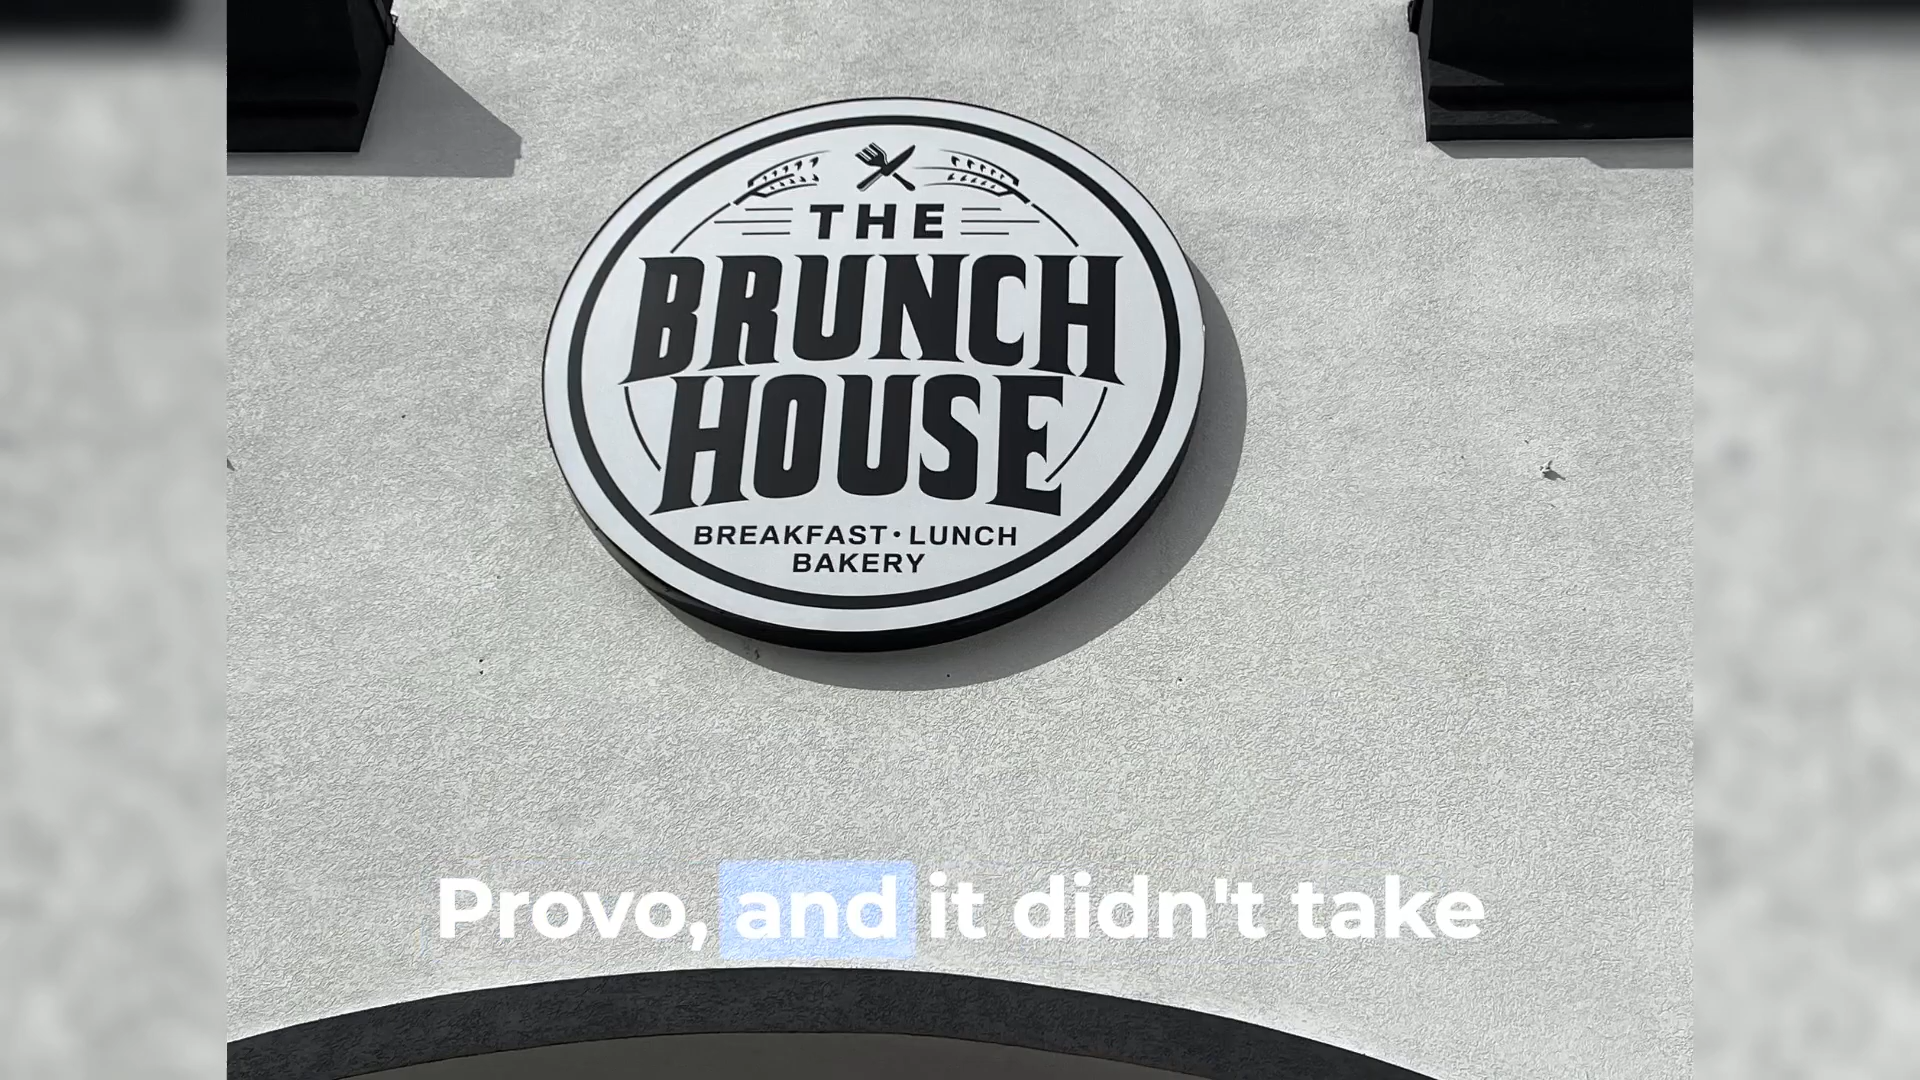 THE
BRUNCH
HOUSE
BREAKFAST • LUNCH
BAKERY
Provo, and it didn't take